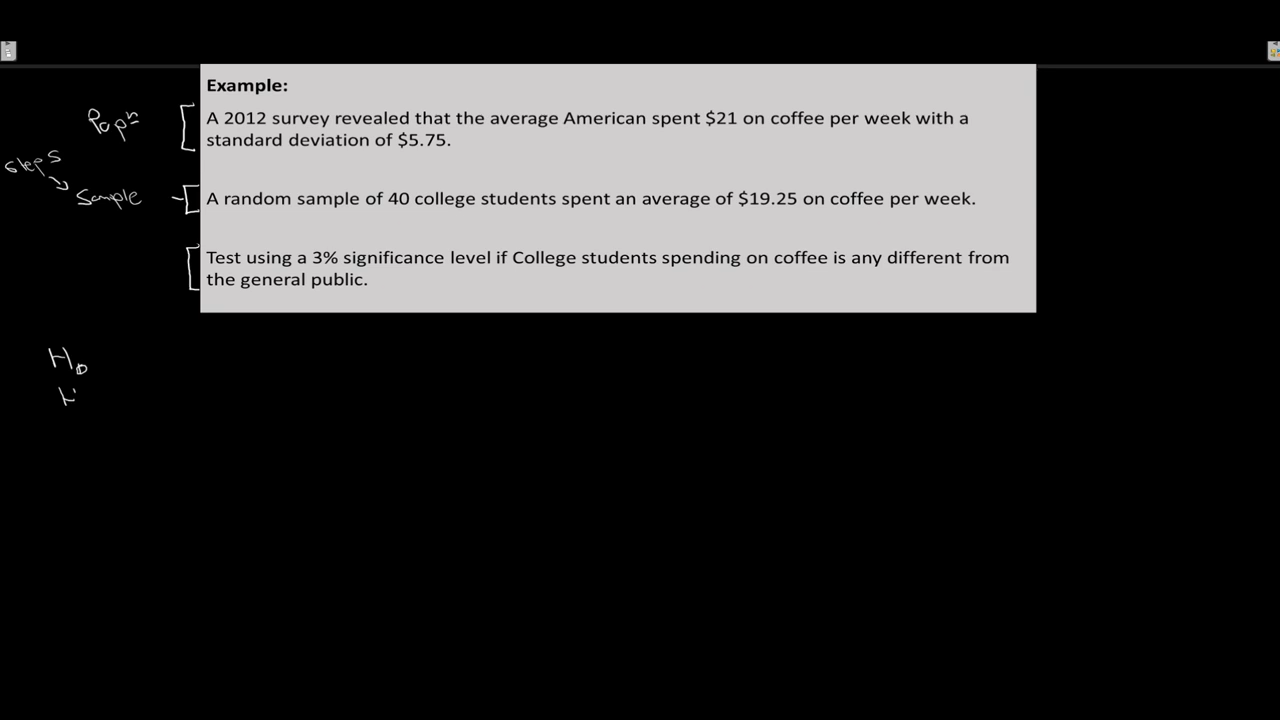 Example:
Popn
A 2012 survey revealed that the average American spent $21 on coffee per week with a
standard deviation of $5.75.
Steps
Sample
A random sample of 40 college students spent an average of $19.25 on coffee per week.
Test using a 3% significance level if College students spending on coffee is any different from
the general public.
H0